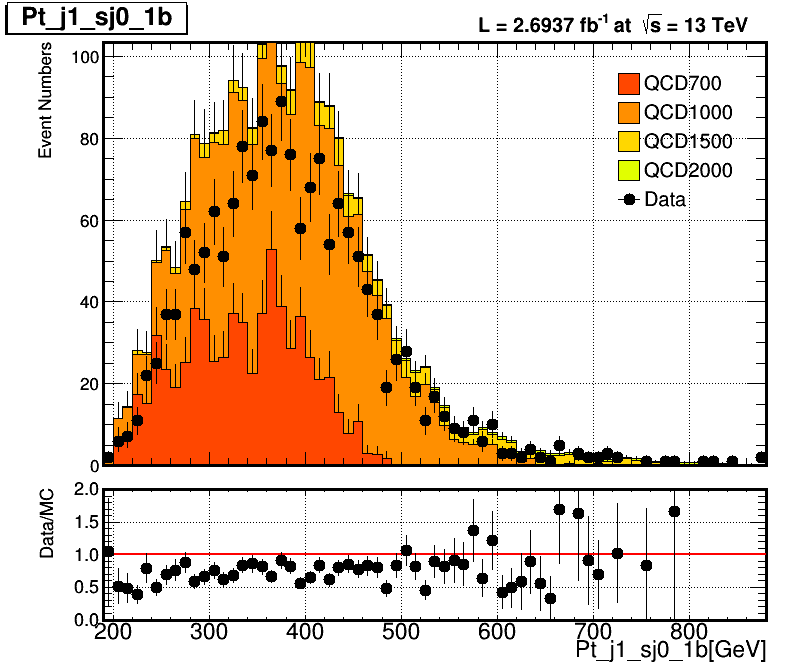 Pt_j1_sj0_1b
L = 2.6937 fb-1 at √s = 13 TeV
Event Numbers
100
80
60
40
20
0
QCD700
QCD1000
QCD1500
QCD2000
Data
Data/MC
2.0
1.5
1.0
0.5
0.0
200 300 400 500 600 700 800
Pt_j1_sj0_1b[GeV]